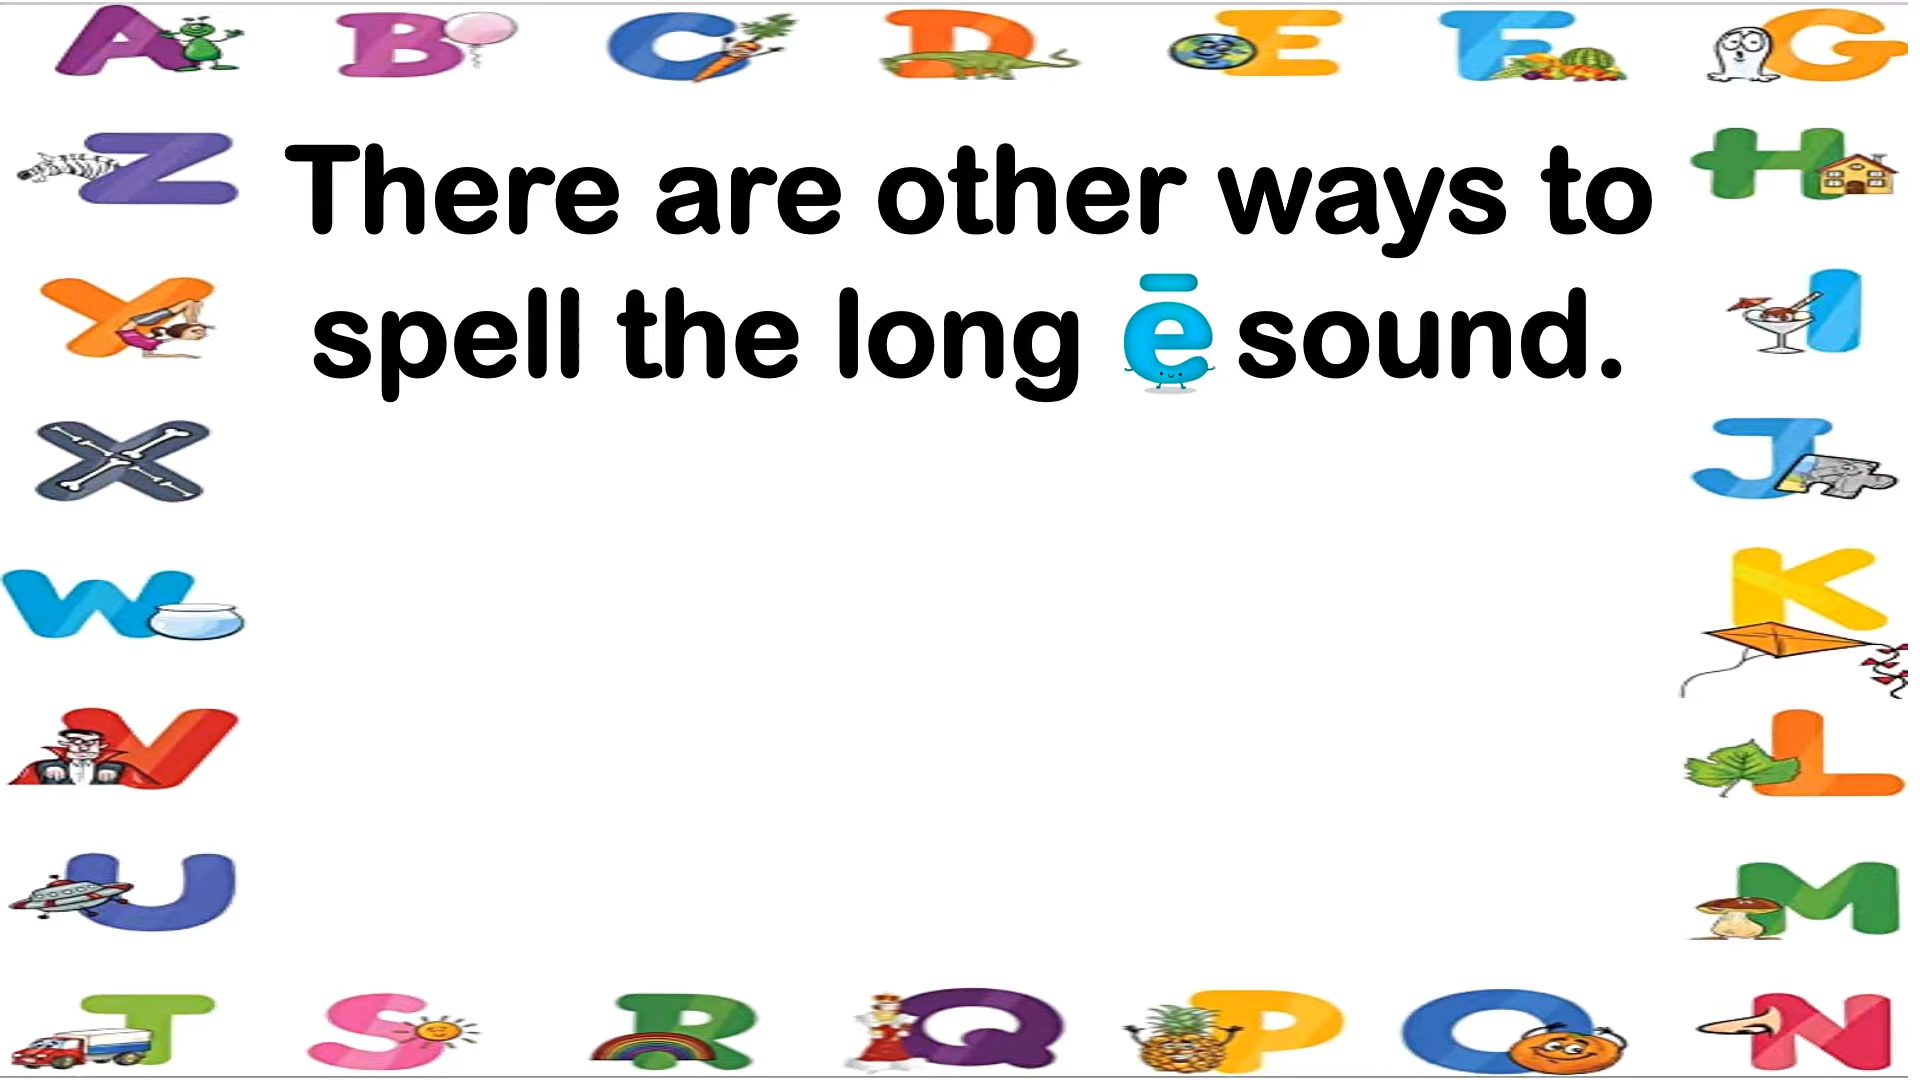 A B C D E F G
Z H
There are other ways to
spell the long ē sound.
Y I
X J
W K
V L
U M
T S R Q P O N